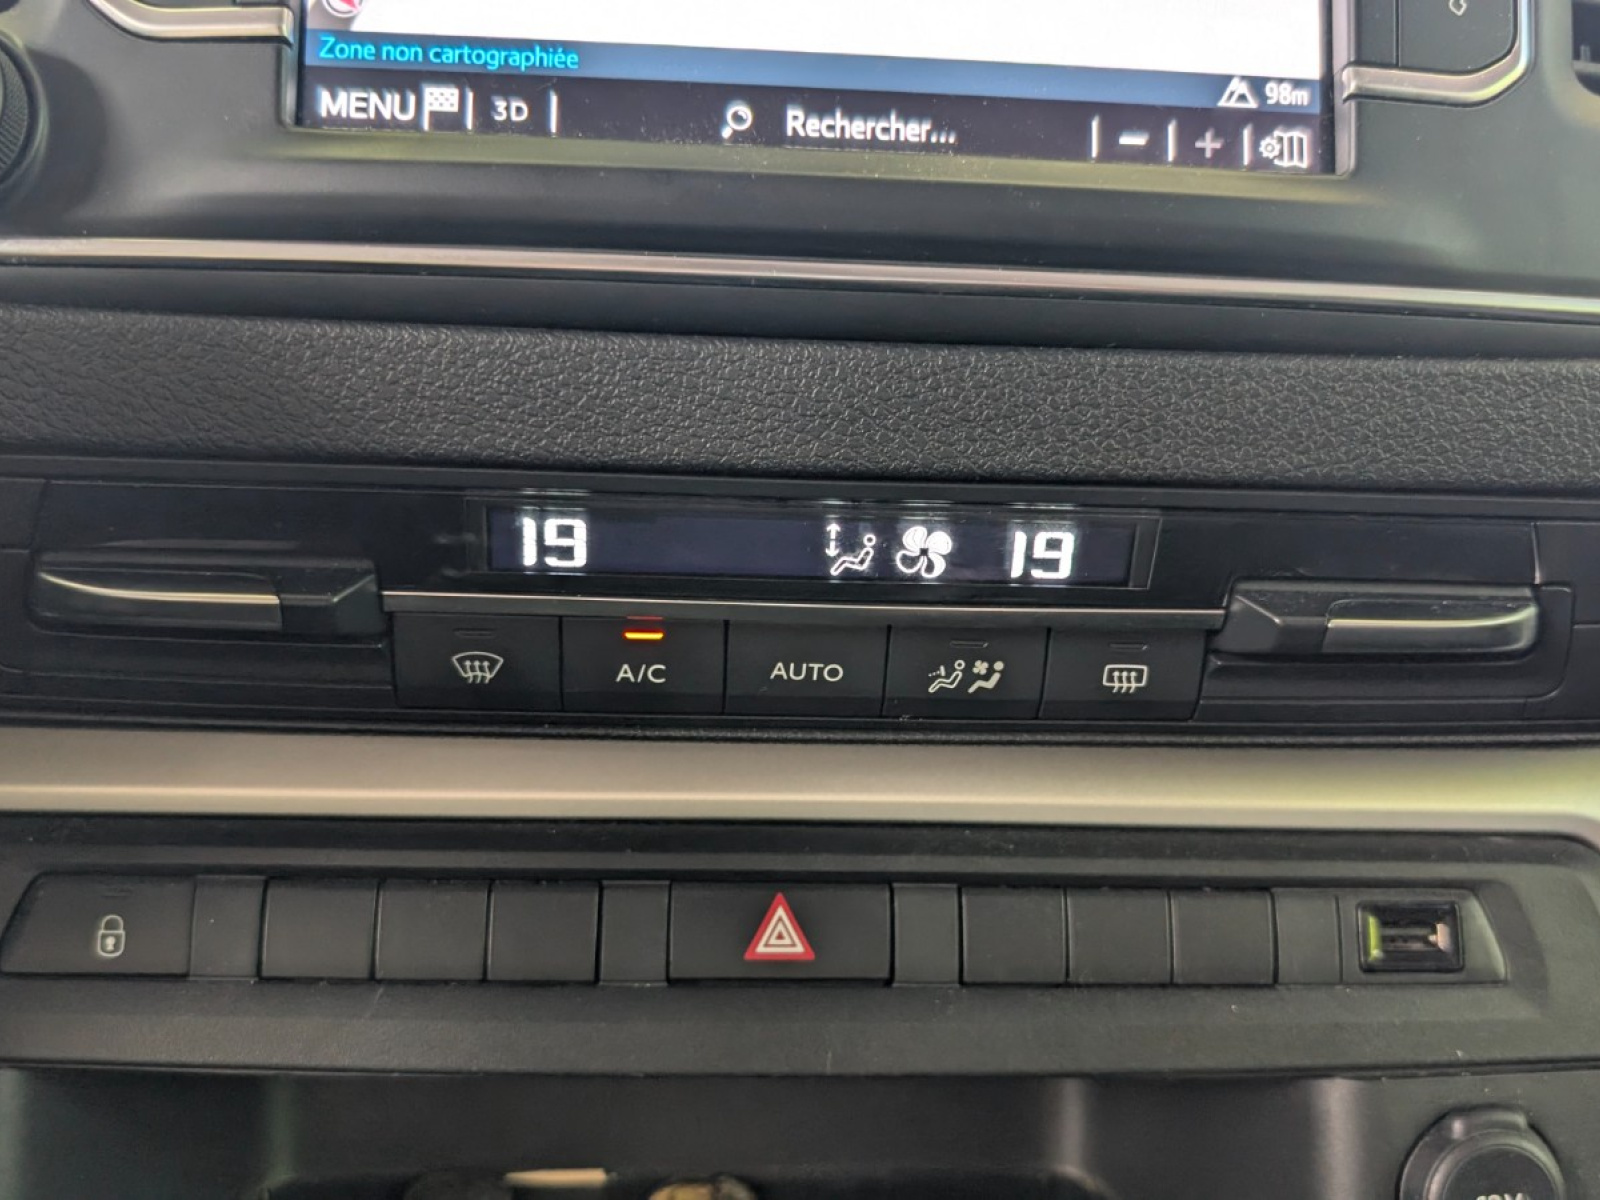 Zone non cartographiée
98m
MENU 3D Rechercher... - +
19 19
A/C AUTO